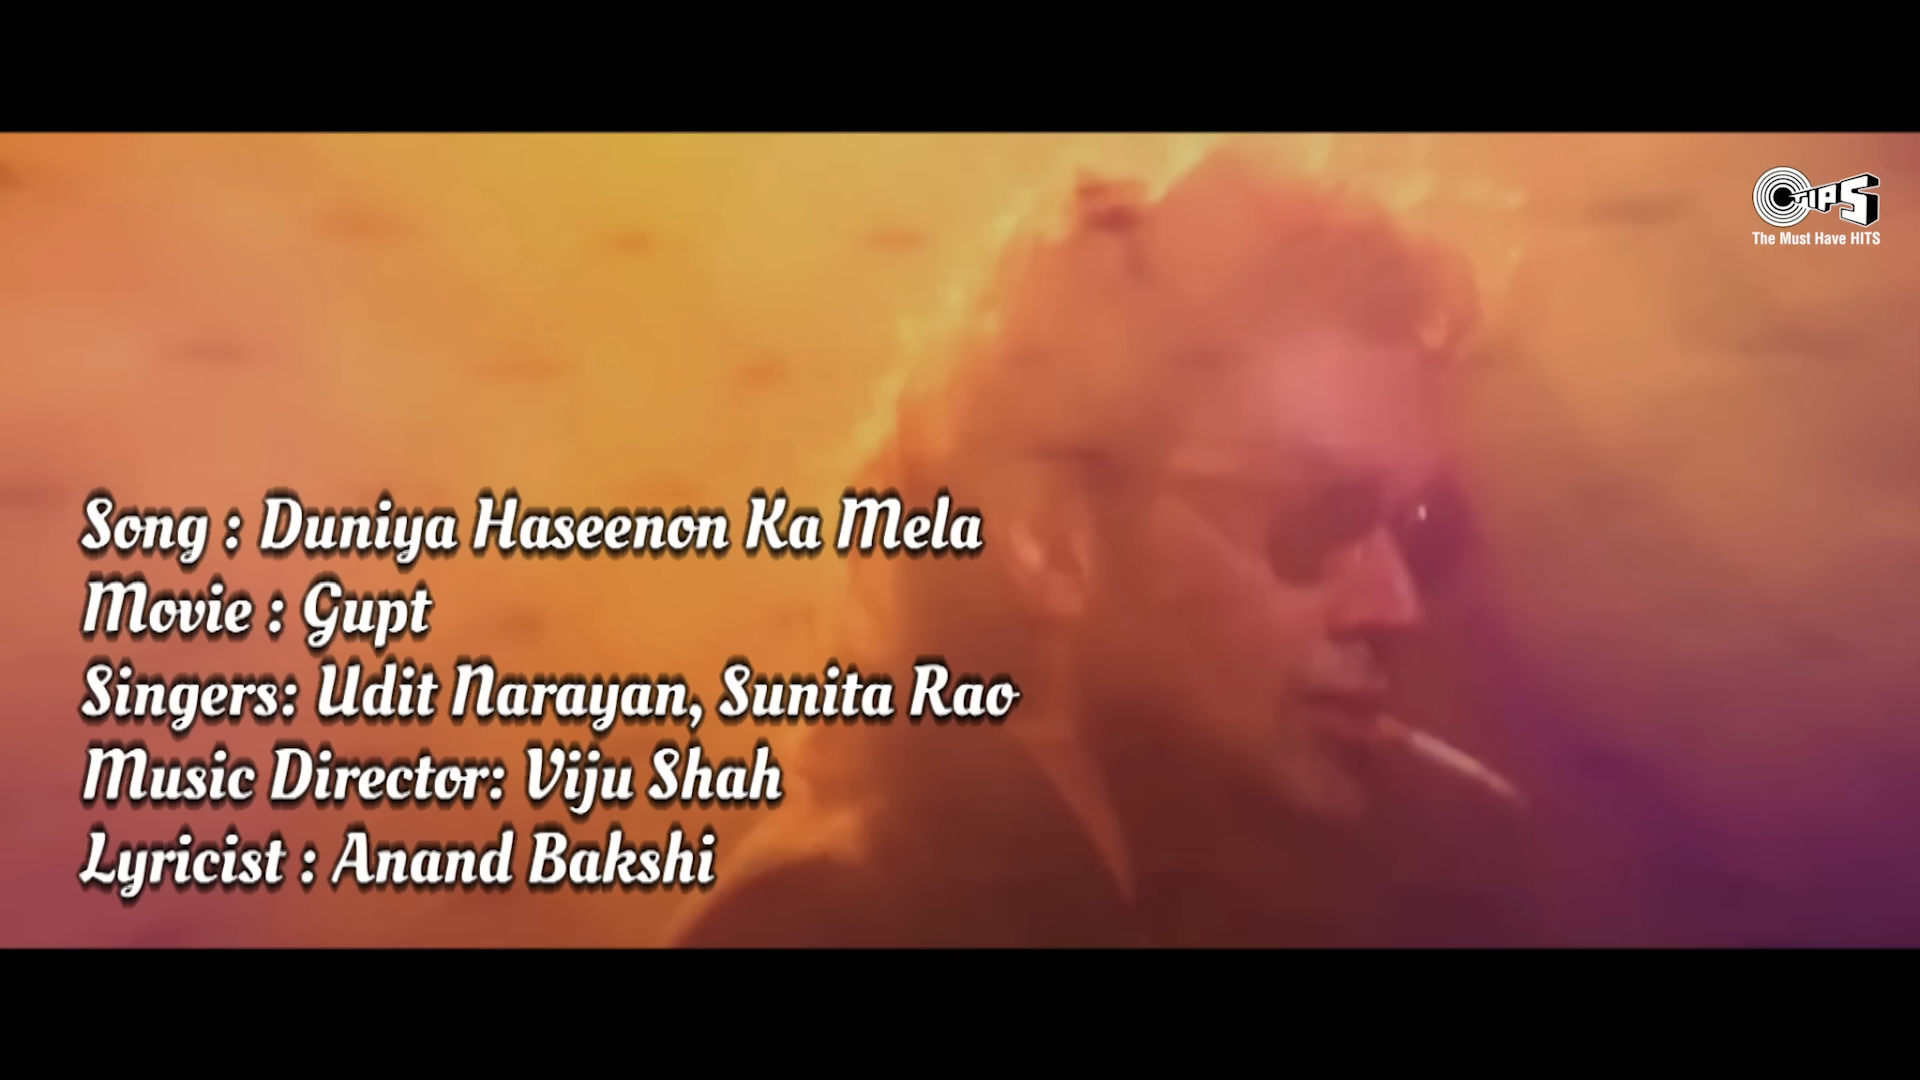 TIPS
The Must Have HITS
Song : Duniya Haseenon Ka Mela
Movie : Gupt
Singers: Udit Narayan, Sunita Rao
Music Director: Viju Shah
Lyricist : Anand Bakshi